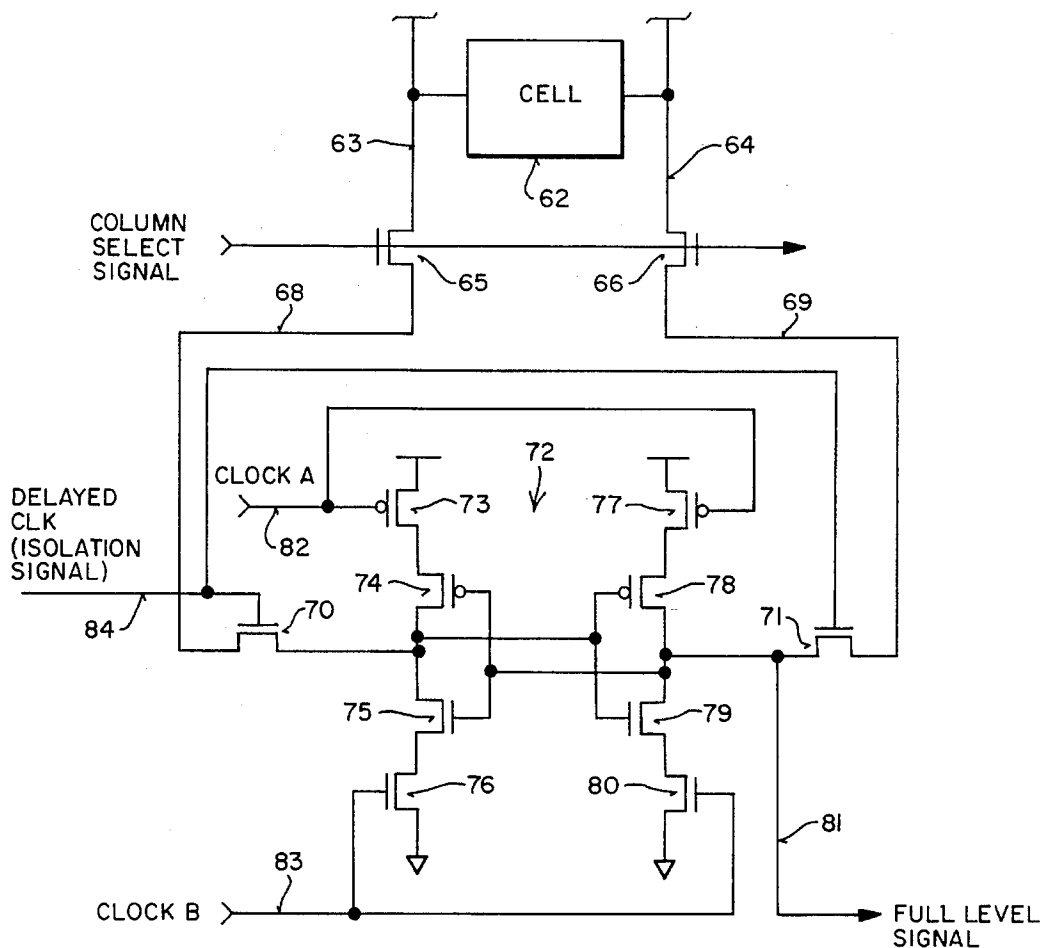 CELL
63
64
62
COLUMN
SELECT
SIGNAL
65
66
68
69
72
CLOCK A
73
77
DELAYED
CLK
(ISOLATION
SIGNAL)
82
74
78
70
71
84
75
79
76
80
81
83
CLOCK B
FULL LEVEL
SIGNAL